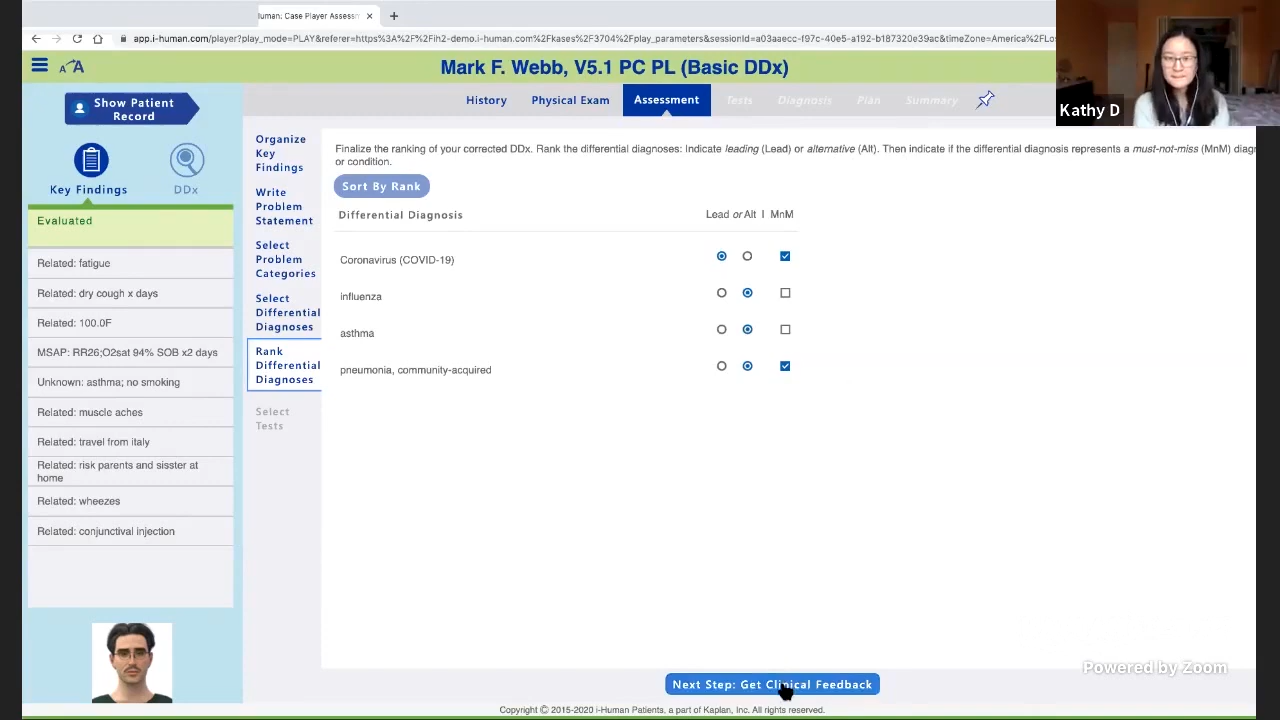 luman: Case Player Assessm
app.i-human.com/player?play_mode=PLAY&referer=https%3A%2F%2Fih2-demo.i-human.com%2Fkases%2F3704%2Fplay_parameters&sessionId=a03aaecc-f97c-40e5-a192-b187320e39ac&timeZone=America%2FLos
Mark F. Webb, V5.1 PC PL (Basic DDx)
Kathy D
Show Patient
Record
History Physical Exam Assessment Tests Diagnosis Plan Summary
Key Findings DDx
Evaluated
Related: fatigue
Related: dry cough x days
Related: 100.0F
MSAP: RR26;O2sat 94% SOB x2 days
Unknown: asthma; no smoking
Related: muscle aches
Related: travel from italy
Related: risk parents and sisster at
home
Related: wheezes
Related: conjunctival injection
Organize
Key
Findings
Write
Problem
Statement
Select
Problem
Categories
Select
Differential
Diagnoses
Rank
Differential
Diagnoses
Select
Tests
Finalize the ranking of your corrected DDx. Rank the differential diagnoses: Indicate leading (Lead) or alternative (Alt). Then indicate if the differential diagnosis represents a must-not-miss (MnM) diagn
or condition.
Sort By Rank
Differential Diagnosis Lead or Alt | MnM
Coronavirus (COVID-19)
influenza
asthma
pneumonia, community-acquired
Powered by Zoom
Next Step: Get Clinical Feedback
Copyright © 2015-2020 i-Human Patients, a part of Kaplan, Inc. All rights reserved.